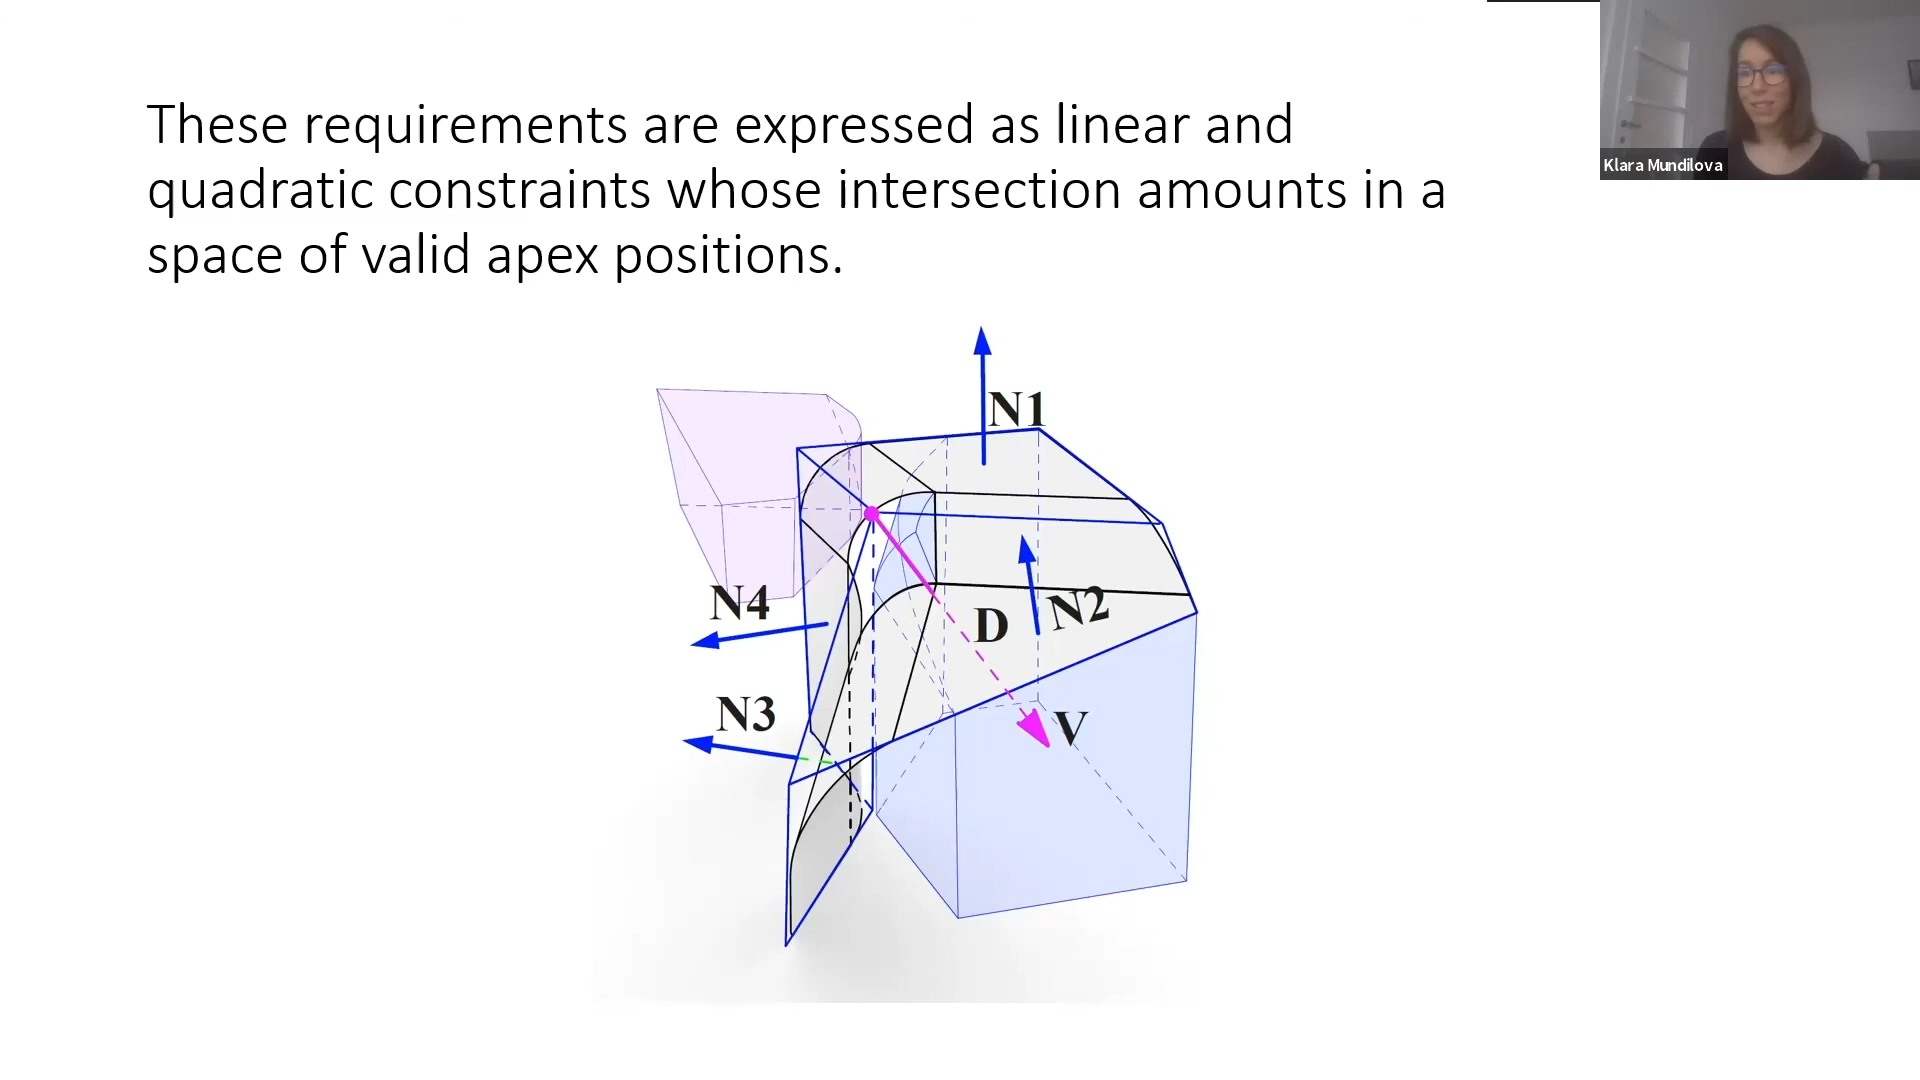 These requirements are expressed as linear and
quadratic constraints whose intersection amounts in a
space of valid apex positions.
Klara Mundilova
N1
N4
D
N2
N3
V